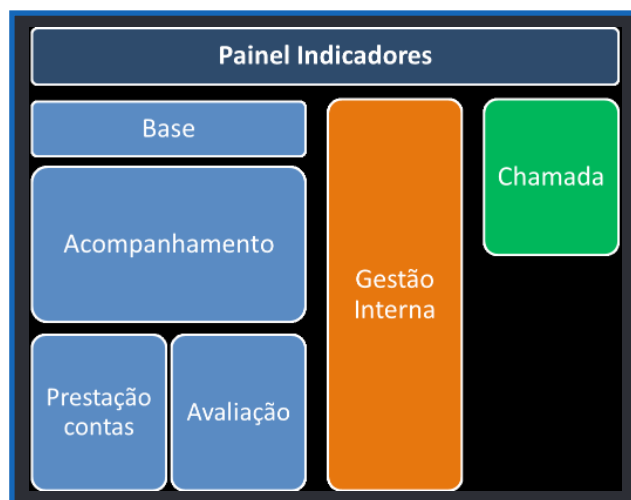 Painel Indicadores
Base
Acompanhamento
Prestação
contas
Avaliação
Gestão
Interna
Chamada